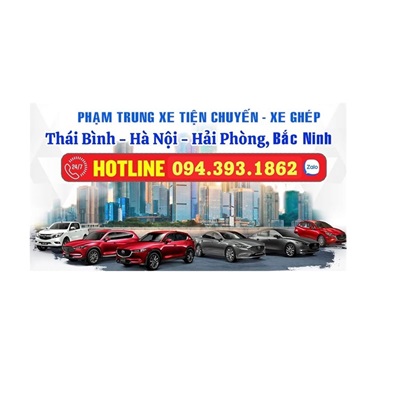 PHẠM TRUNG XE TIỆN CHUYẾN - XE GHÉP
Thái Bình - Hà Nội - Hải Phòng, Bắc Ninh
24/7 HOTLINE 094.393.1862 Zalo